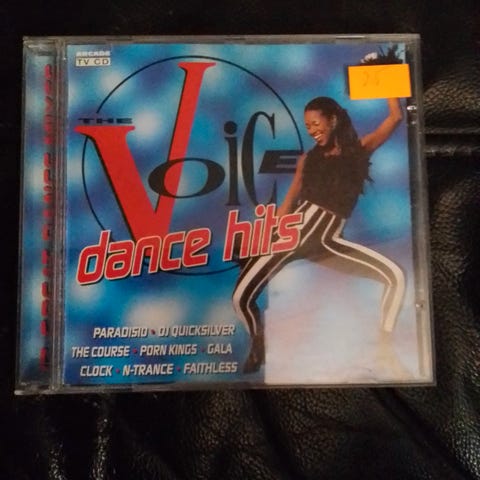 ARCADE
TV CD
THE
VOICE
dance hits
PARADISIO • DJ QUICKSILVER
THE COURSE • PORN KINGS • GALA
CLOCK • N-TRANCE • FAITHLESS